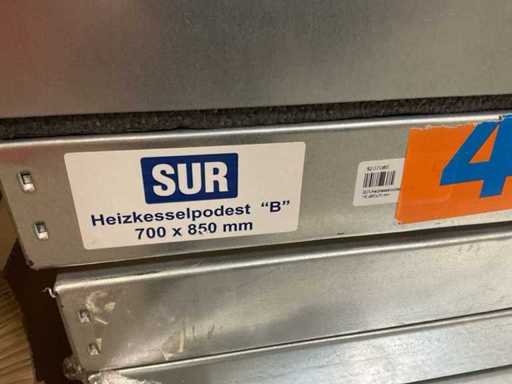 SUR
Heizkesselpodest “B”
700 x 850 mm
4